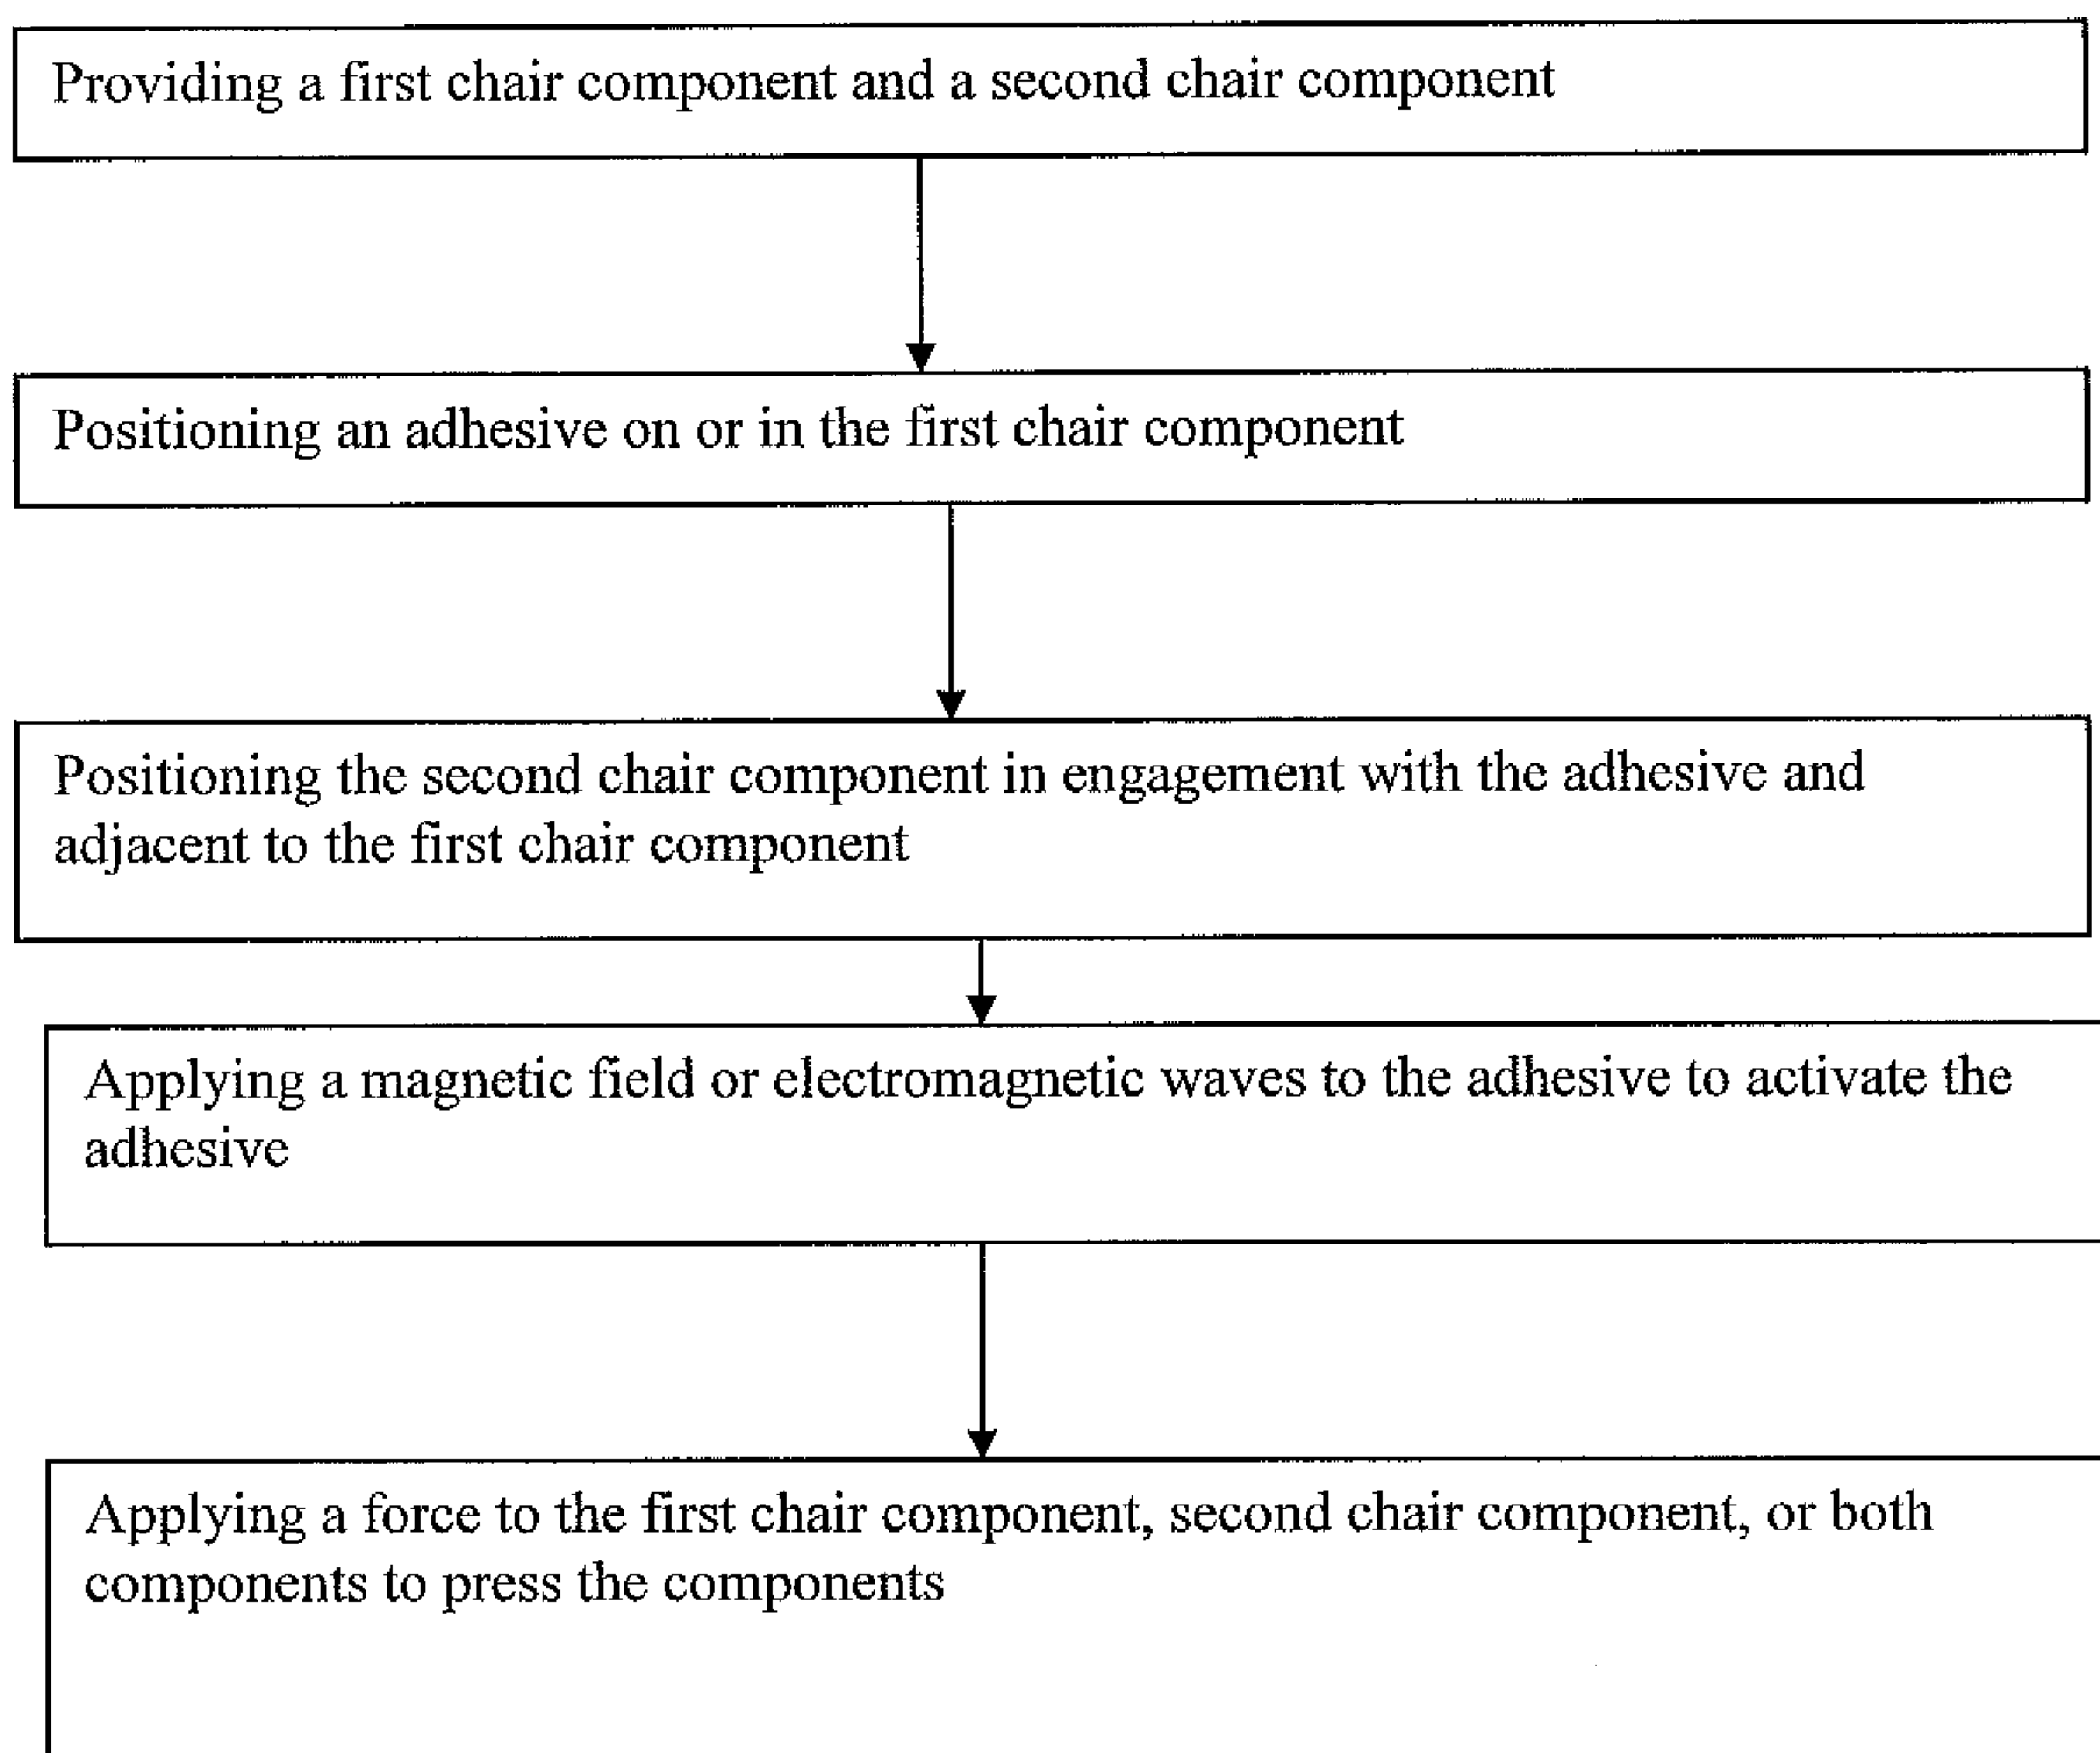 Providing a first chair component and a second chair component
Positioning an adhesive on or in the first chair component
Positioning the second chair component in engagement with the adhesive and
adjacent to the first chair component
Applying a magnetic field or electromagnetic waves to the adhesive to activate the
adhesive
Applying a force to the first chair component, second chair component, or both
components to press the components